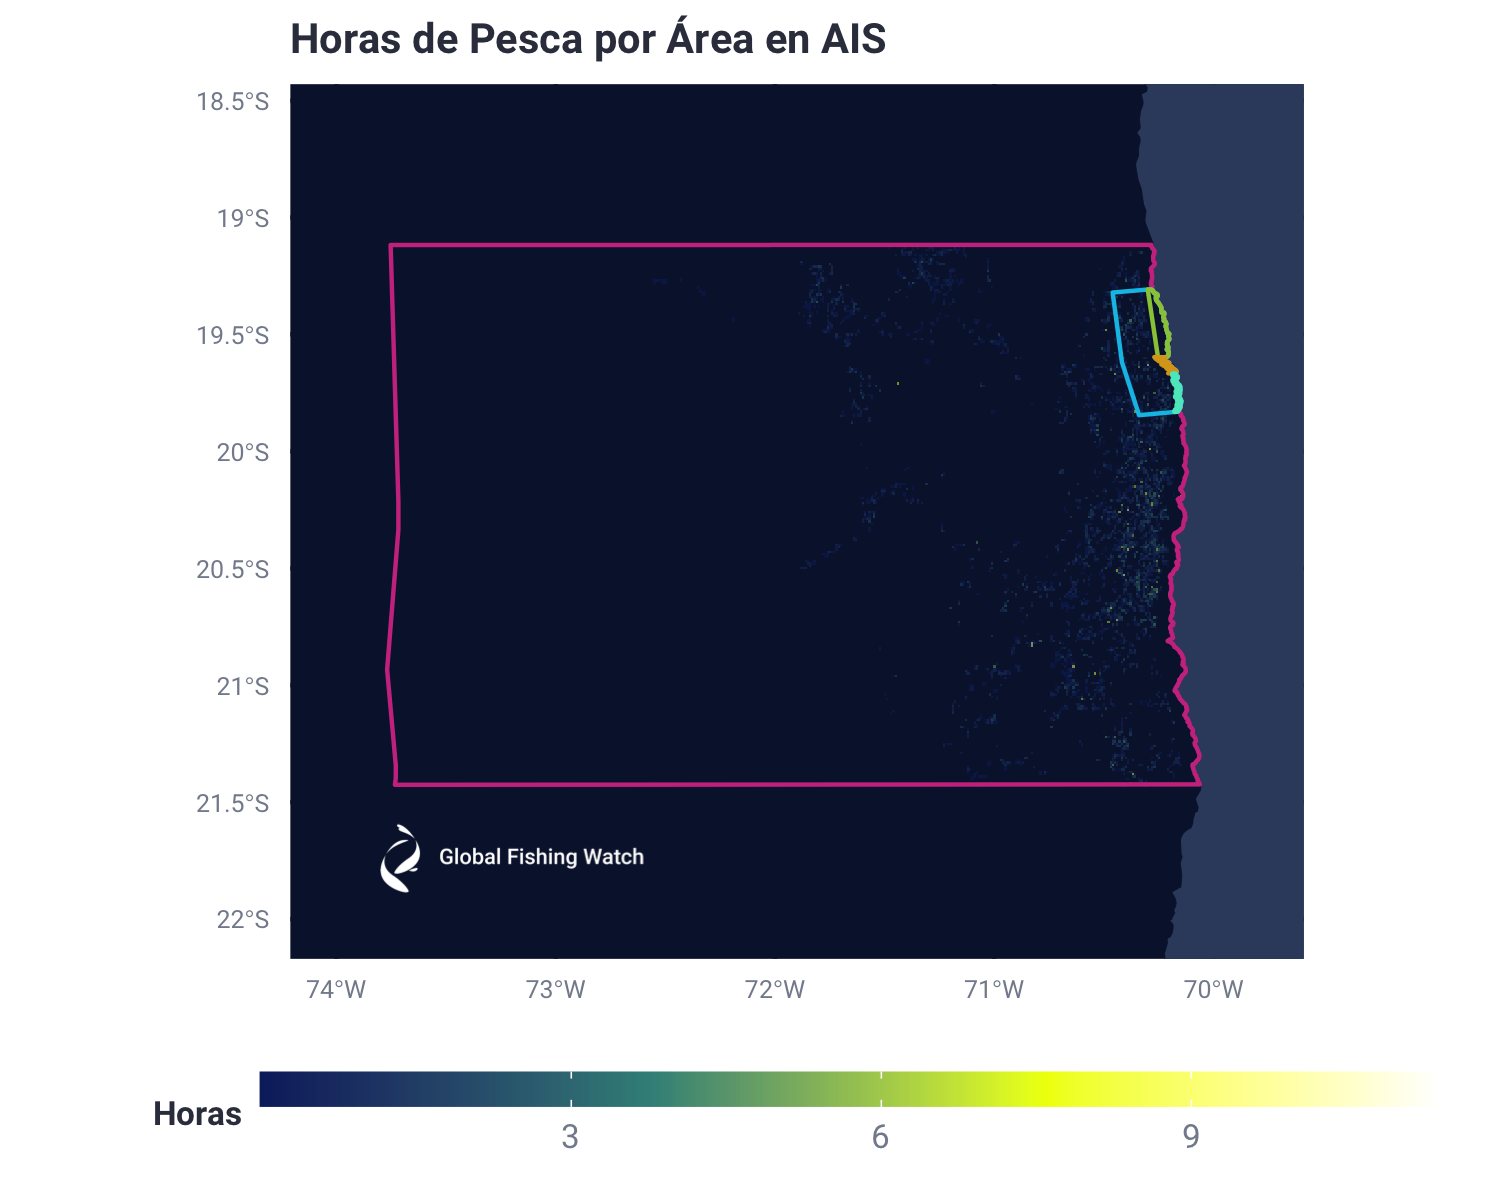 Horas de Pesca por Área en AIS
18.5°S
19°S
19.5°S
20°S
20.5°S
21°S
21.5°S
22°S
Global Fishing Watch
74°W 73°W 72°W 71°W 70°W
Horas
3 6 9